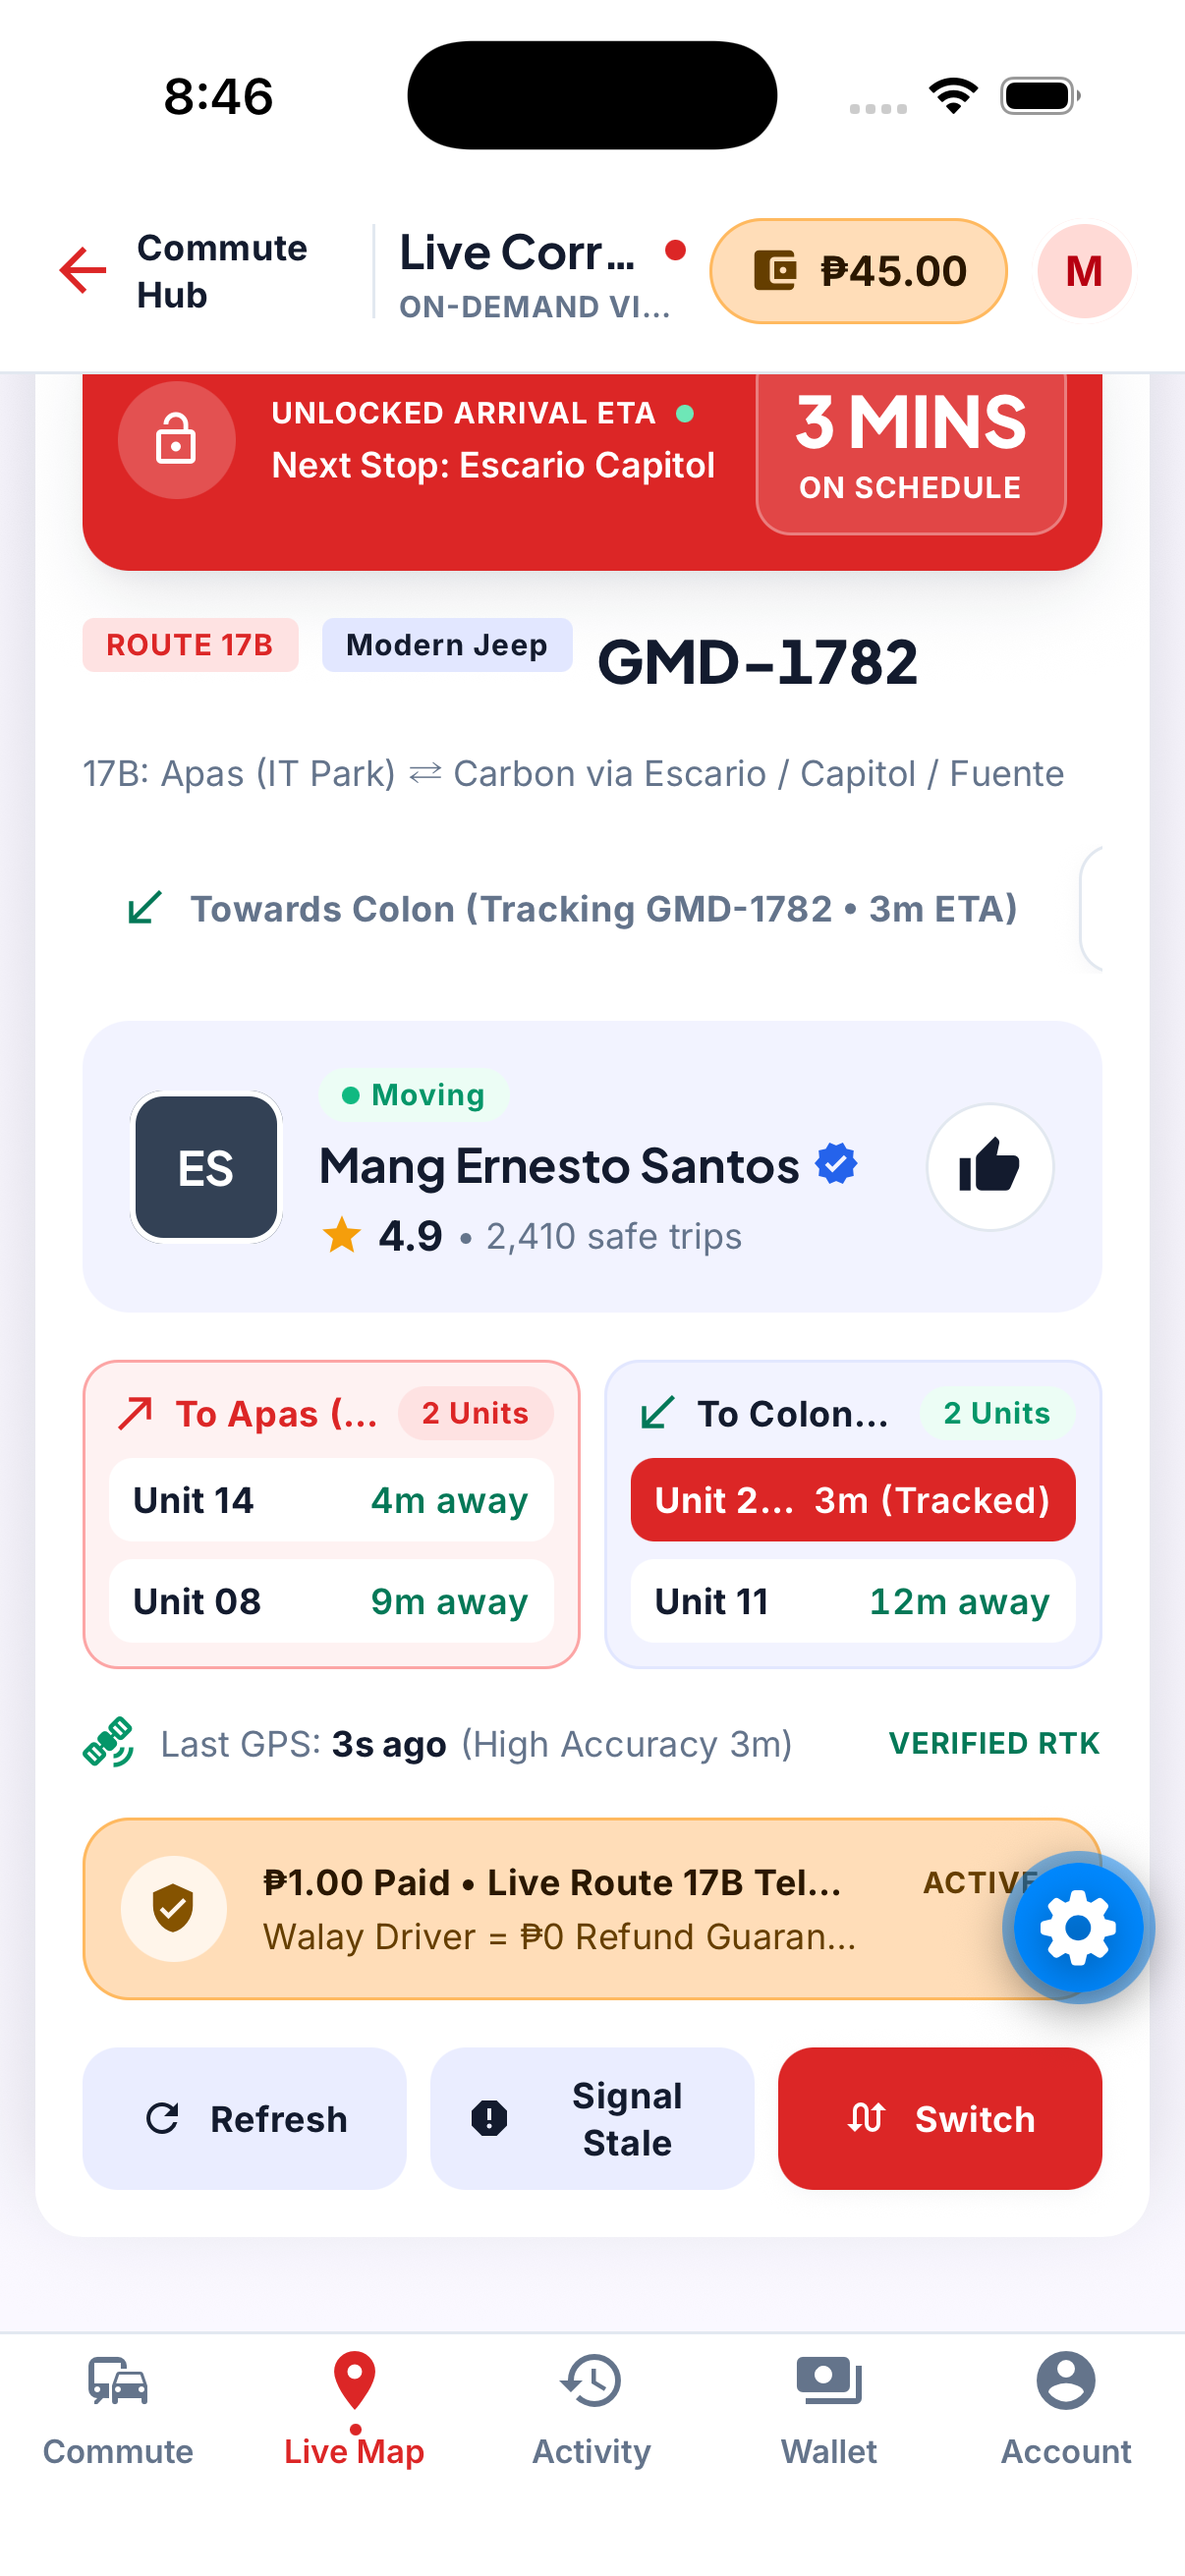 8:46
Commute
Hub
Live Corr...
ON-DEMAND VI...
₱45.00
M
UNLOCKED ARRIVAL ETA
Next Stop: Escario Capitol
3 MINS
ON SCHEDULE
ROUTE 17B
Modern Jeep
GMD-1782
17B: Apas (IT Park) ⇄ Carbon via Escario / Capitol / Fuente
Towards Colon (Tracking GMD-1782 • 3m ETA)
ES
Moving
Mang Ernesto Santos
4.9 • 2,410 safe trips
To Apas (...
2 Units
Unit 14
4m away
Unit 08
9m away
To Colon...
2 Units
Unit 2...
3m (Tracked)
Unit 11
12m away
Last GPS: 3s ago (High Accuracy 3m)
VERIFIED RTK
₱1.00 Paid • Live Route 17B Tel...
ACTIVE
Walay Driver = ₱0 Refund Guaran...
Refresh
Signal
Stale
Switch
Commute
Live Map
Activity
Wallet
Account